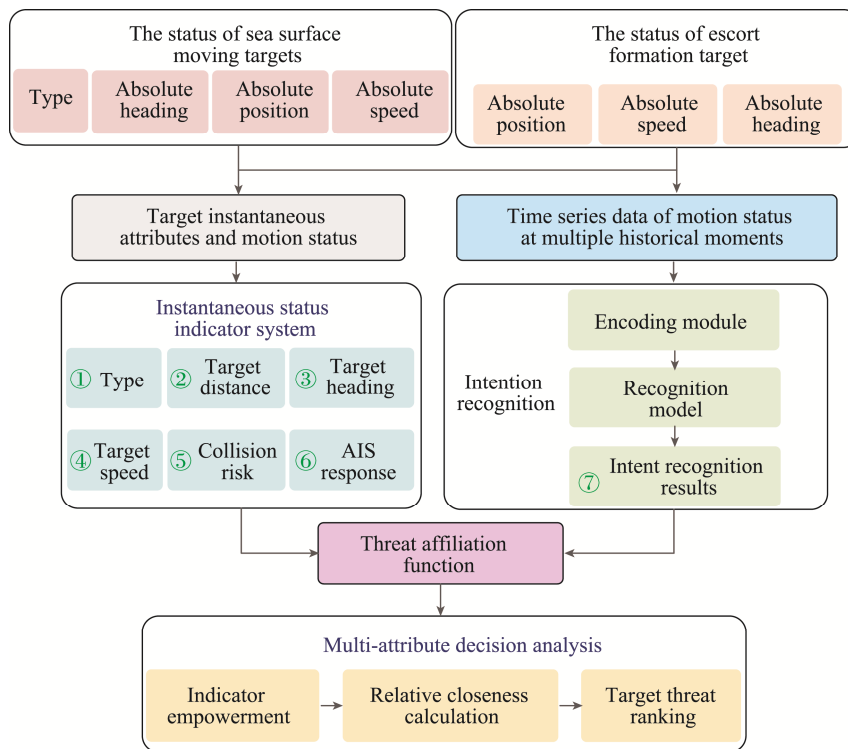 The status of sea surface
moving targets
Type
Absolute
heading
Absolute
position
Absolute
speed
The status of escort
formation target
Absolute
position
Absolute
speed
Absolute
heading
Target instantaneous
attributes and motion status
Time series data of motion status
at multiple historical moments
Instantaneous status
indicator system
① Type
② Target
distance
③ Target
heading
④ Target
speed
⑤ Collision
risk
⑥ AIS
response
Intention
recognition
Encoding module
Recognition
model
⑦ Intent recognition
results
Threat affiliation
function
Multi-attribute decision analysis
Indicator
empowerment
Relative closeness
calculation
Target threat
ranking